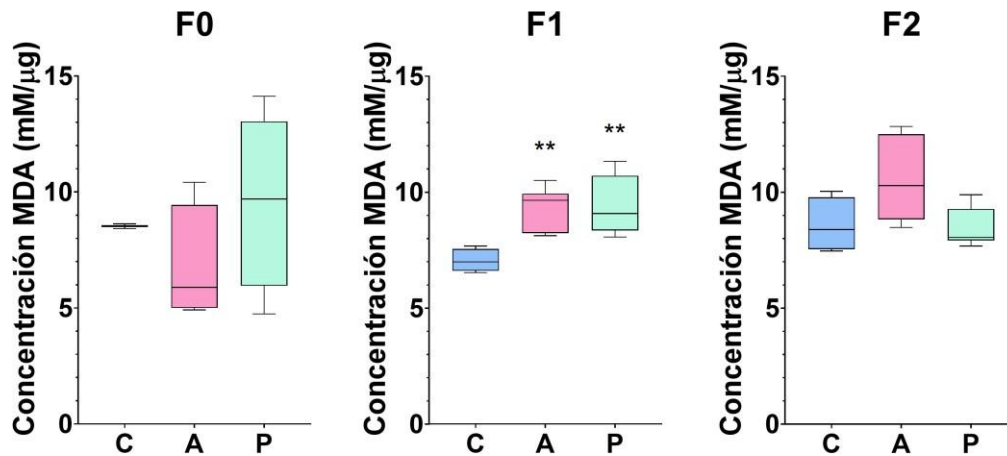 F0
Concentración MDA (mM/μg)
15
10
5
0
C A P
F1
Concentración MDA (mM/μg)
15
10
5
0
**
**
C A P
F2
Concentración MDA (mM/μg)
15
10
5
0
C A P